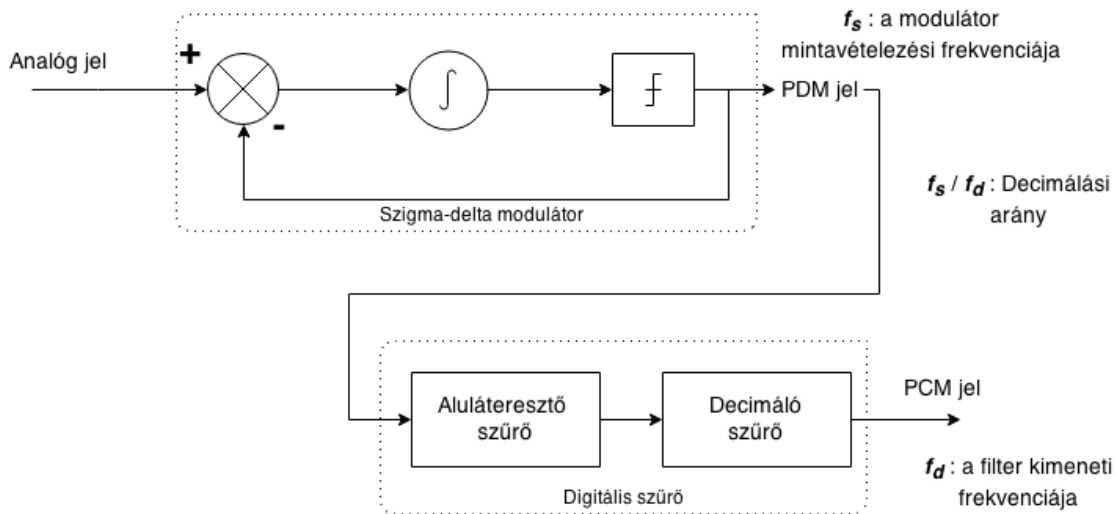 f_s : a modulátor
mintavételezési frekvenciája
Analóg jel
+
-
PDM jel
Szigma-delta modulátor
f_s / f_d : Decimálási
arány
Aluláteresztő
szűrő
Decimáló
szűrő
PCM jel
Digitális szűrő
f_d : a filter kimeneti
frekvenciája